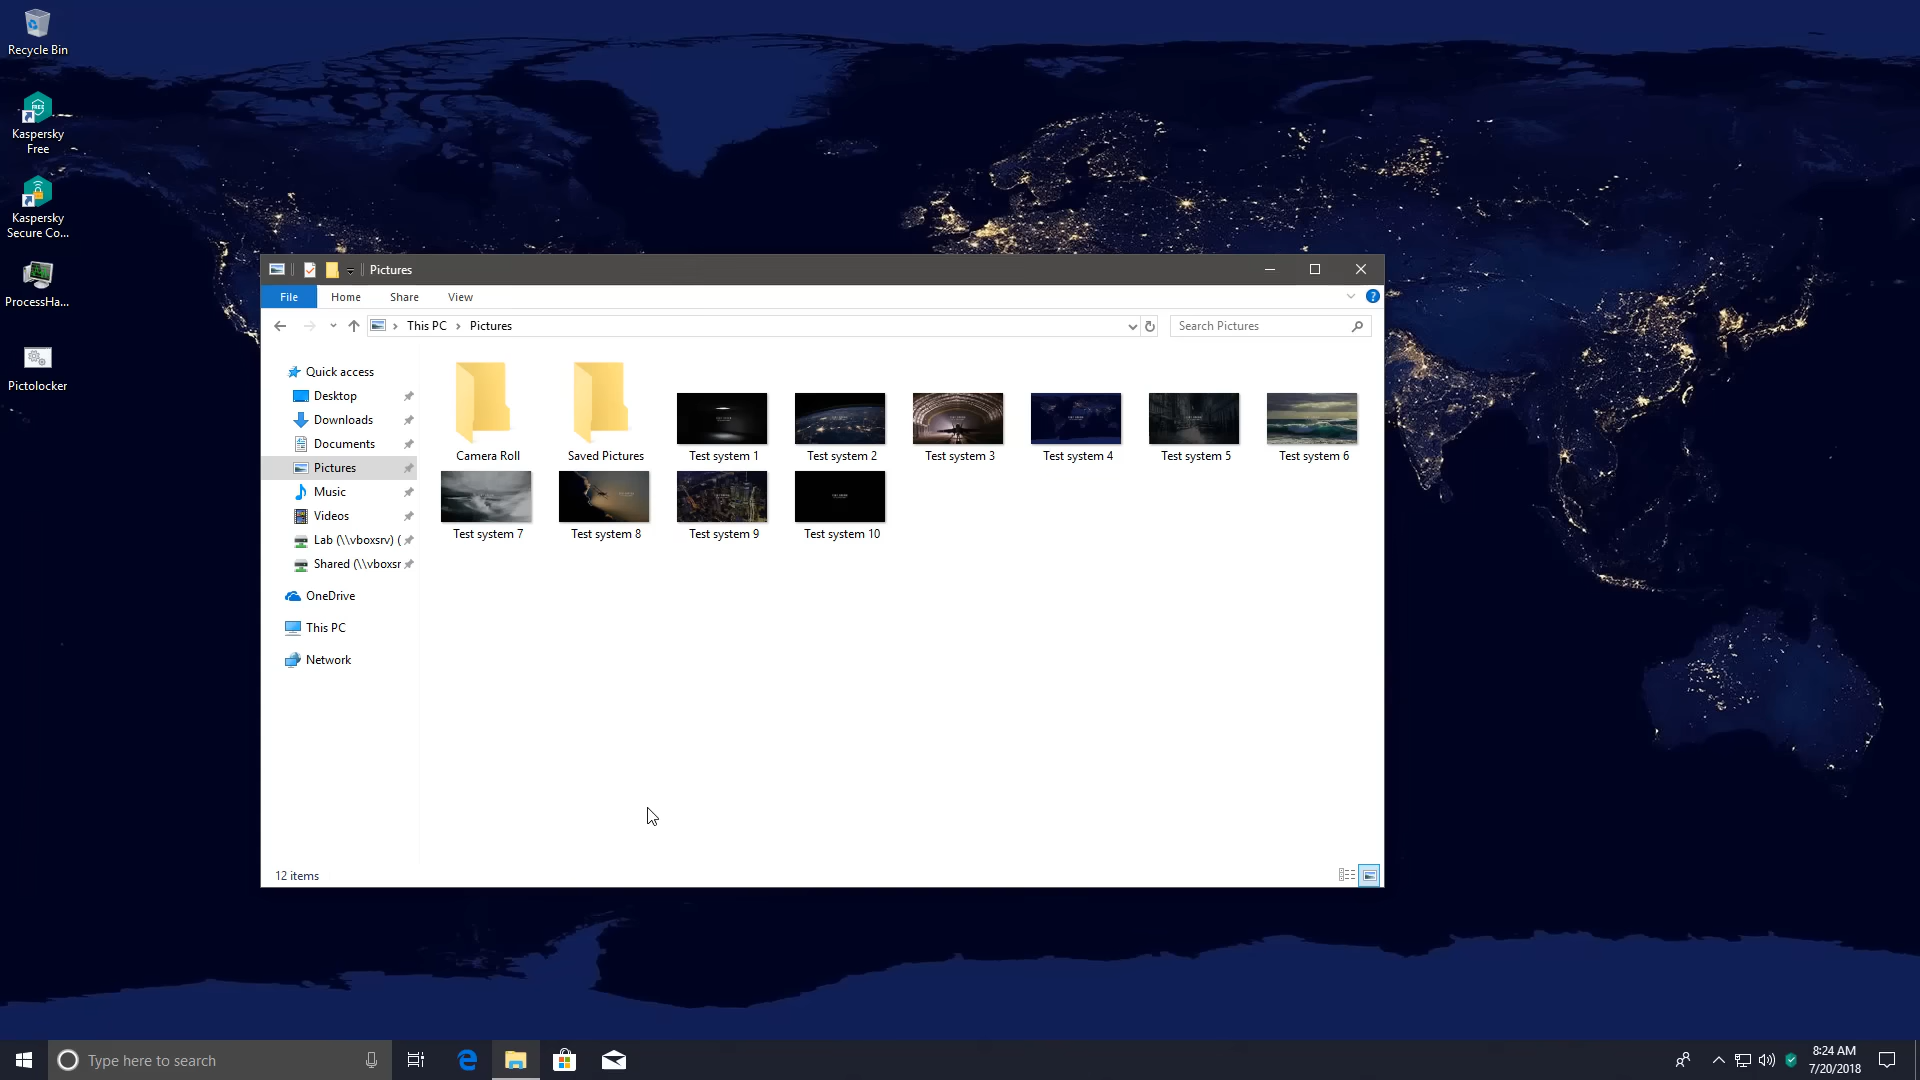 Recycle Bin
Kaspersky
Free
Kaspersky
Secure Co...
ProcessHa...
Pictolocker
Pictures
File
Home
Share
View
This PC
Pictures
Search Pictures
Quick access
Desktop
Downloads
Documents
Pictures
Music
Videos
Lab (\\vboxsrv) (
Shared (\\vboxsr
OneDrive
This PC
Network
Camera Roll
Saved Pictures
Test system 1
Test system 2
Test system 3
Test system 4
Test system 5
Test system 6
Test system 7
Test system 8
Test system 9
Test system 10
12 items
Type here to search
8:24 AM
7/20/2018